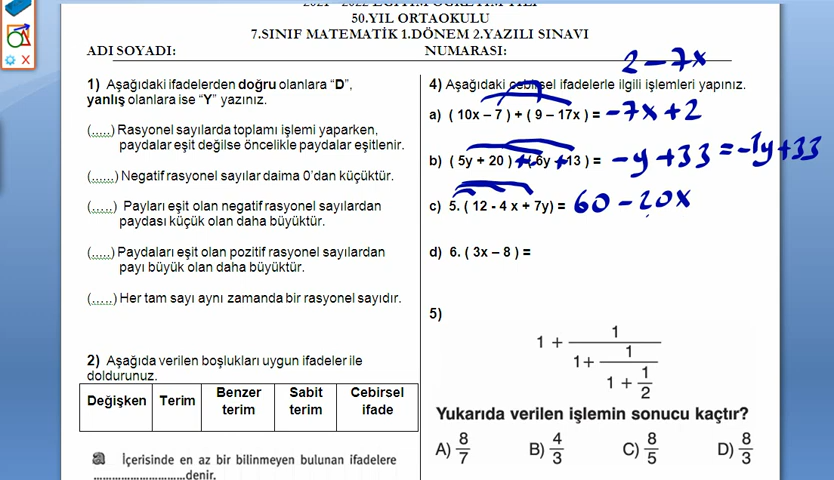 2021 - 2022 EĞİTİM ÖĞRETİM YILI
50.YIL ORTAOKULU
7.SINIF MATEMATİK 1.DÖNEM 2.YAZILI SINAVI
ADI SOYADI: NUMARASI:
1) Aşağıdaki ifadelerden doğru olanlara “D”,
yanlış olanlara ise “Y” yazınız.
(.....) Rasyonel sayılarda toplamı işlemi yaparken,
paydalar eşit değilse öncelikle paydalar eşitlenir.
(......) Negatif rasyonel sayılar daima 0’dan küçüktür.
(.....) Payları eşit olan negatif rasyonel sayılardan
paydası küçük olan daha büyüktür.
(.....) Paydaları eşit olan pozitif rasyonel sayılardan
payı büyük olan daha büyüktür.
(.....) Her tam sayı aynı zamanda bir rasyonel sayıdır.
2) Aşağıda verilen boşlukları uygun ifadeler ile
doldurunuz.
Değişken Terim Benzer terim Sabit terim Cebirsel ifade
İçerisinde en az bir bilinmeyen bulunan ifadelere
............................denir.
2 - 7x
4) Aşağıdaki cebirsel ifadelerle ilgili işlemleri yapınız.
a) ( 10x – 7 ) + ( 9 – 17x ) = -7x + 2
b) ( 5y + 20 ) + (-6y + 13 ) = -y + 33 = -1y + 33
c) 5. ( 12 - 4 x + 7y) = 60 - 20x
d) 6. ( 3x – 8 ) =
5)
1 + 1
1+ 1
1 + 1
2
Yukarıda verilen işlemin sonucu kaçtır?
A) 8/7 B) 4/3 C) 8/5 D) 8/3